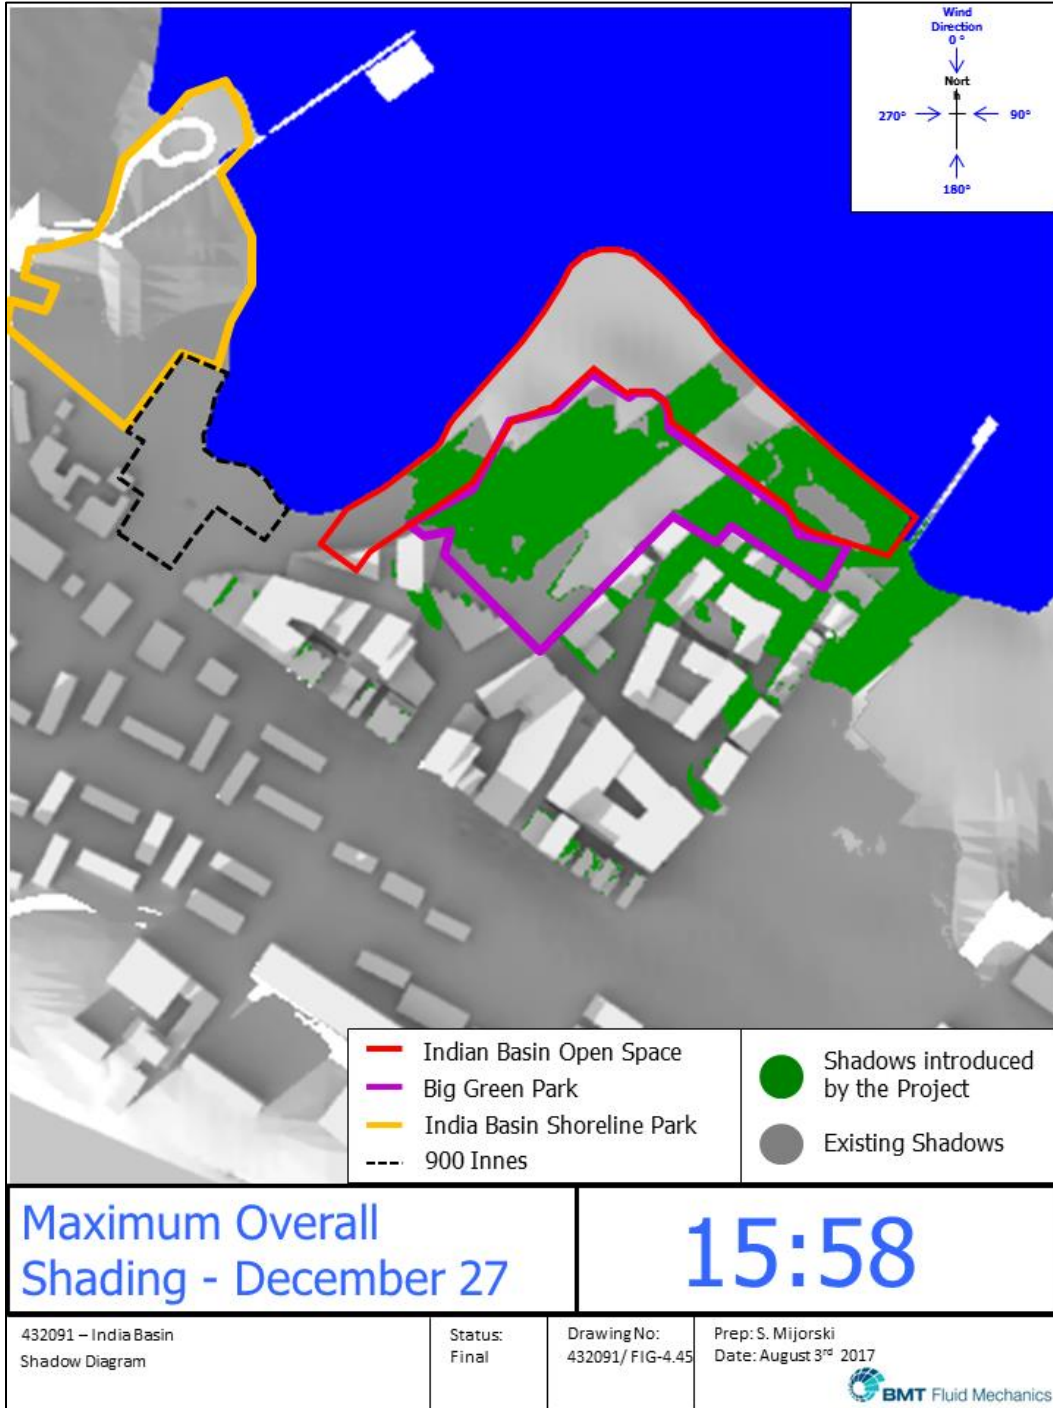 Wind
Direction
0 °
Nort
h
270°
90°
180°
Indian Basin Open Space
Big Green Park
India Basin Shoreline Park
900 Innes
Shadows introduced
by the Project
Existing Shadows
Maximum Overall
Shading - December 27
15:58
432091 – India Basin
Shadow Diagram
Status:
Final
Drawing No:
432091/ FIG-4.45
Prep: S. Mijorski
Date: August 3rd 2017
BMT Fluid Mechanics